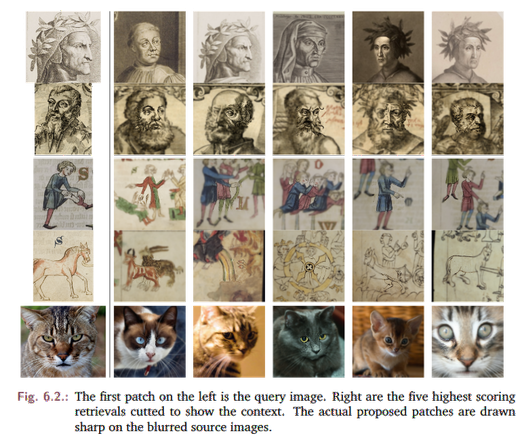 Fig. 6.2.: The first patch on the left is the query image. Right are the five highest scoring
retrievals cutted to show the context. The actual proposed patches are drawn
sharp on the blurred source images.